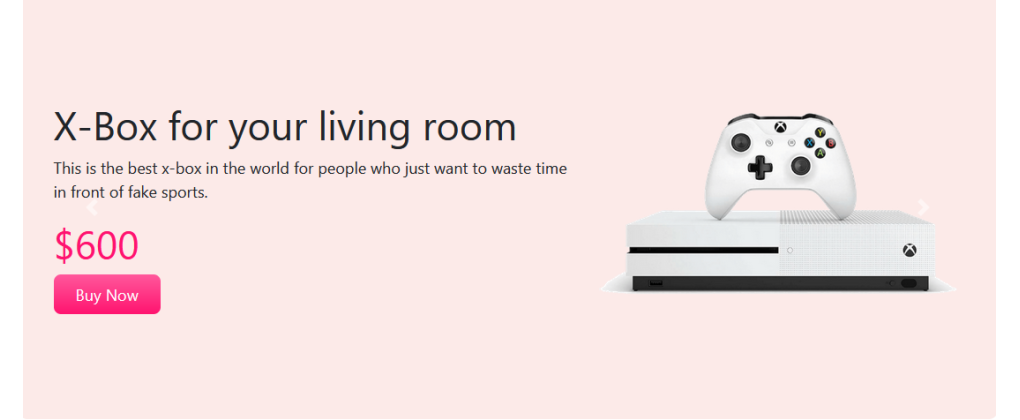 X-Box for your living room
This is the best x-box in the world for people who just want to waste time
in front of fake sports.
$600
Buy Now